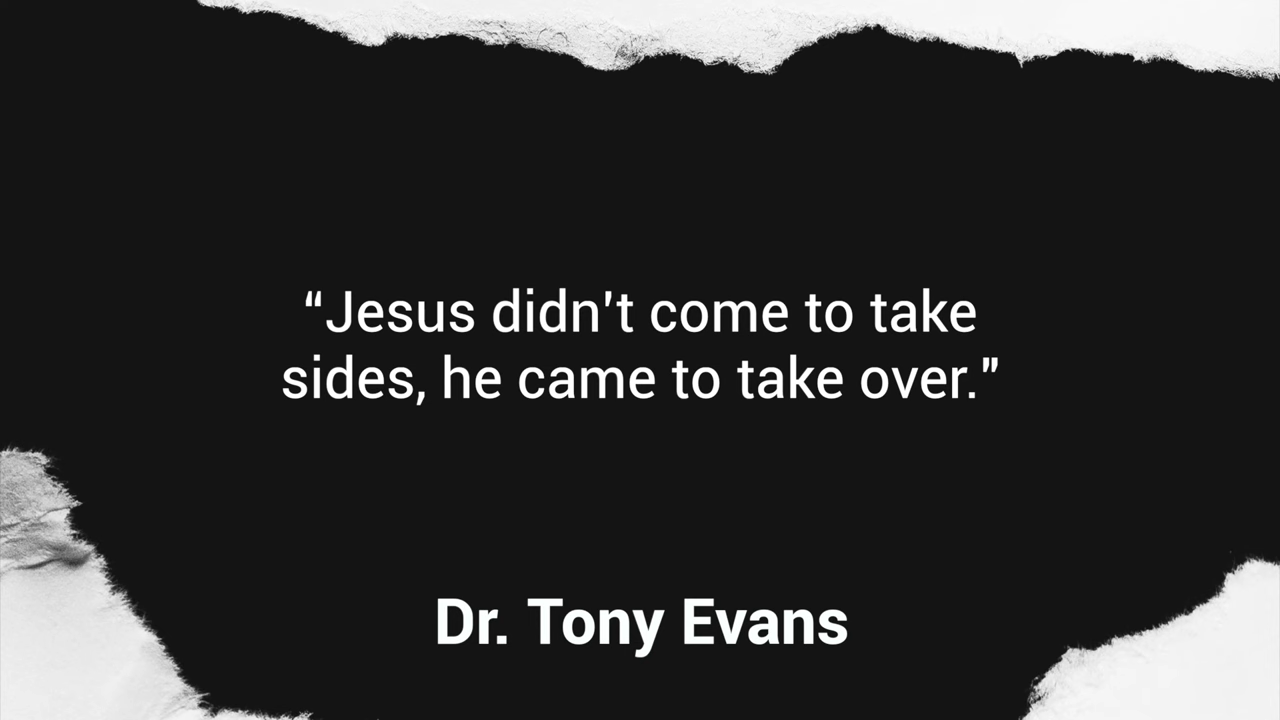 “Jesus didn't come to take
sides, he came to take over.”
Dr. Tony Evans